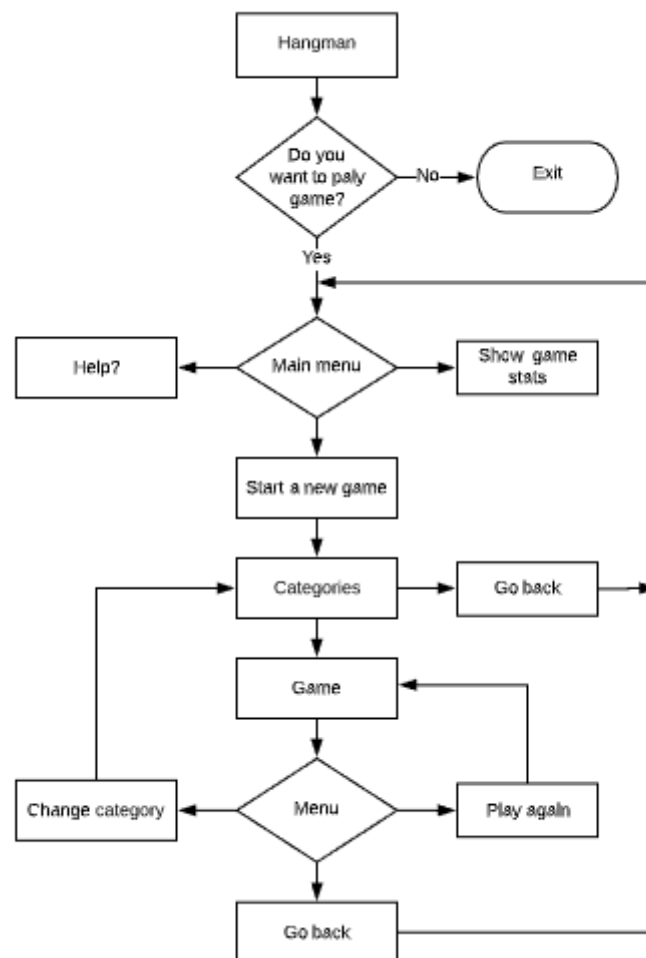 Hangman
Do you
want to paly
game?
No
Exit
Yes
Help?
Main menu
Show game
stats
Start a new game
Categories
Go back
Game
Change category
Menu
Play again
Go back